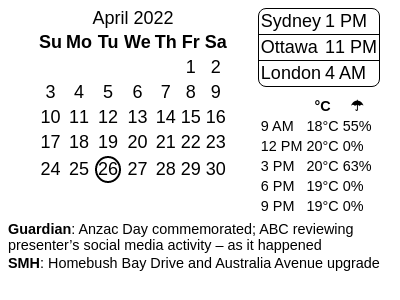 April 2022
Su Mo Tu We Th Fr Sa
1 2
3 4 5 6 7 8 9
10 11 12 13 14 15 16
17 18 19 20 21 22 23
24 25 26 27 28 29 30
Sydney 1 PM
Ottawa 11 PM
London 4 AM
°C ☂
9 AM 18°C 55%
12 PM 20°C 0%
3 PM 20°C 63%
6 PM 19°C 0%
9 PM 19°C 0%
Guardian: Anzac Day commemorated; ABC reviewing
presenter’s social media activity – as it happened
SMH: Homebush Bay Drive and Australia Avenue upgrade